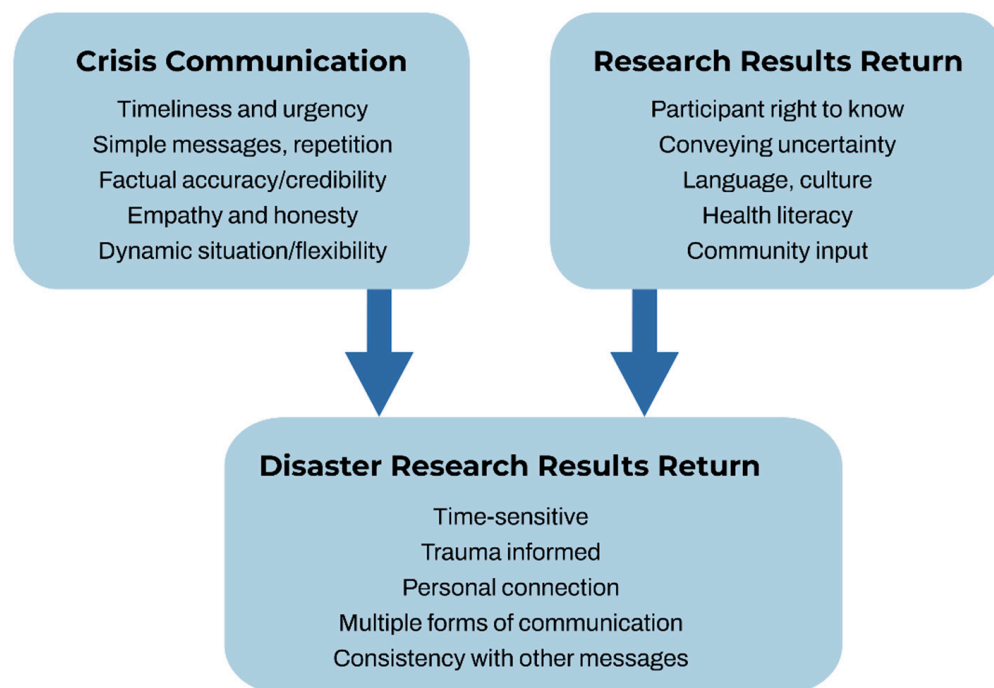 Crisis Communication
Timeliness and urgency
Simple messages, repetition
Factual accuracy/credibility
Empathy and honesty
Dynamic situation/flexibility
Research Results Return
Participant right to know
Conveying uncertainty
Language, culture
Health literacy
Community input
Disaster Research Results Return
Time-sensitive
Trauma informed
Personal connection
Multiple forms of communication
Consistency with other messages